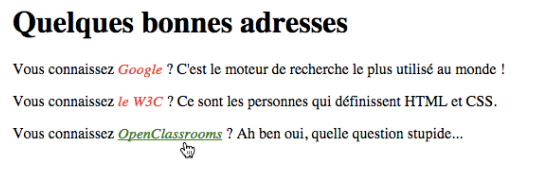 Quelques bonnes adresses
Vous connaissez Google ? C'est le moteur de recherche le plus utilisé au monde !
Vous connaissez le W3C ? Ce sont les personnes qui définissent HTML et CSS.
Vous connaissez OpenClassrooms ? Ah ben oui, quelle question stupide...